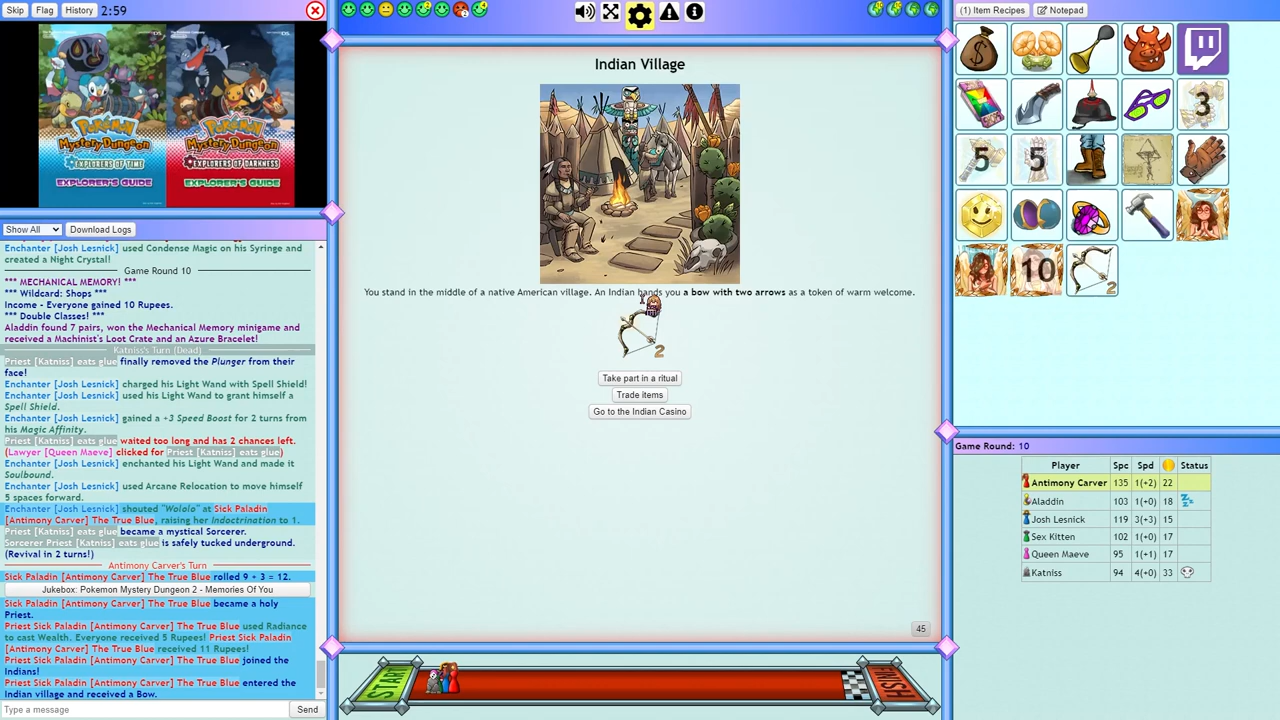 Skip Flag History 2:59
The Pokémon Company
POKÉMON
Mystery Dungeon
EXPLORERS OF TIME
EXPLORER'S GUIDE
POKÉMON
Mystery Dungeon
EXPLORERS OF DARKNESS
EXPLORER'S GUIDE
Show All Download Logs
Enchanter [Josh Lesnick] used Condense Magic on his Syringe and
created a Night Crystal!
Game Round 10
*** MECHANICAL MEMORY! ***
*** Wildcard: Shops ***
Income - Everyone gained 10 Rupees.
*** Double Classes! ***
Aladdin found 7 pairs, won the Mechanical Memory minigame and
received a Machinist's Loot Crate and an Azure Bracelet!
Katniss's Turn (Dead)
Priest [Katniss] eats glue finally removed the Plunger from their
face!
Enchanter [Josh Lesnick] charged his Light Wand with Spell Shield!
Enchanter [Josh Lesnick] used his Light Wand to grant himself a
Spell Shield.
Enchanter [Josh Lesnick] gained a +3 Speed Boost for 2 turns from
his Magic Affinity.
Priest [Katniss] eats glue waited too long and has 2 chances left.
(Lawyer [Queen Maeve] clicked for Priest [Katniss] eats glue)
Enchanter [Josh Lesnick] enchanted his Light Wand and made it
Soulbound.
Enchanter [Josh Lesnick] used Arcane Relocation to move himself
5 spaces forward.
Enchanter [Josh Lesnick] shouted "Wololo" at Sick Paladin
[Antimony Carver] The True Blue, raising her Indoctrination to 1.
Priest [Katniss] eats glue became a mystical Sorcerer.
Sorcerer Priest [Katniss] eats glue is safely tucked underground.
(Revival in 2 turns!)
Antimony Carver's Turn
Sick Paladin [Antimony Carver] The True Blue rolled 9 + 3 = 12.
Jukebox: Pokemon Mystery Dungeon 2 - Memories Of You
Sick Paladin [Antimony Carver] The True Blue became a holy
Priest.
Priest Sick Paladin [Antimony Carver] The True Blue used Radiance
to cast Wealth. Everyone received 5 Rupees! Priest Sick Paladin
[Antimony Carver] The True Blue received 11 Rupees!
Priest Sick Paladin [Antimony Carver] The True Blue joined the
Indians!
Priest Sick Paladin [Antimony Carver] The True Blue entered the
Indian village and received a Bow.
Type a message Send
Indian Village
You stand in the middle of a native American village. An Indian hands you a bow with two arrows as a token of warm welcome.
2
Take part in a ritual
Trade items
Go to the Indian Casino
45
START FINISH
(1) Item Recipes Notepad
3
5 5
10 2
Game Round: 10
Player Spc Spd Status
Antimony Carver 135 1(+2) 22
Aladdin 103 1(+0) 18
Josh Lesnick 119 3(+3) 15
Sex Kitten 102 1(+0) 17
Queen Maeve 95 1(+1) 17
Katniss 94 4(+0) 33